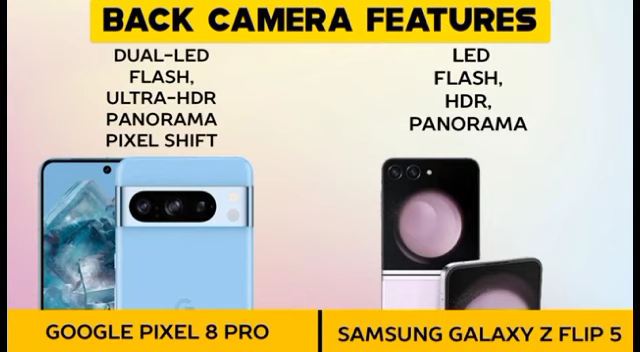 BACK CAMERA FEATURES
DUAL-LED
FLASH,
ULTRA-HDR
PANORAMA
PIXEL SHIFT
LED
FLASH,
HDR,
PANORAMA
G
GOOGLE PIXEL 8 PRO
SAMSUNG GALAXY Z FLIP 5